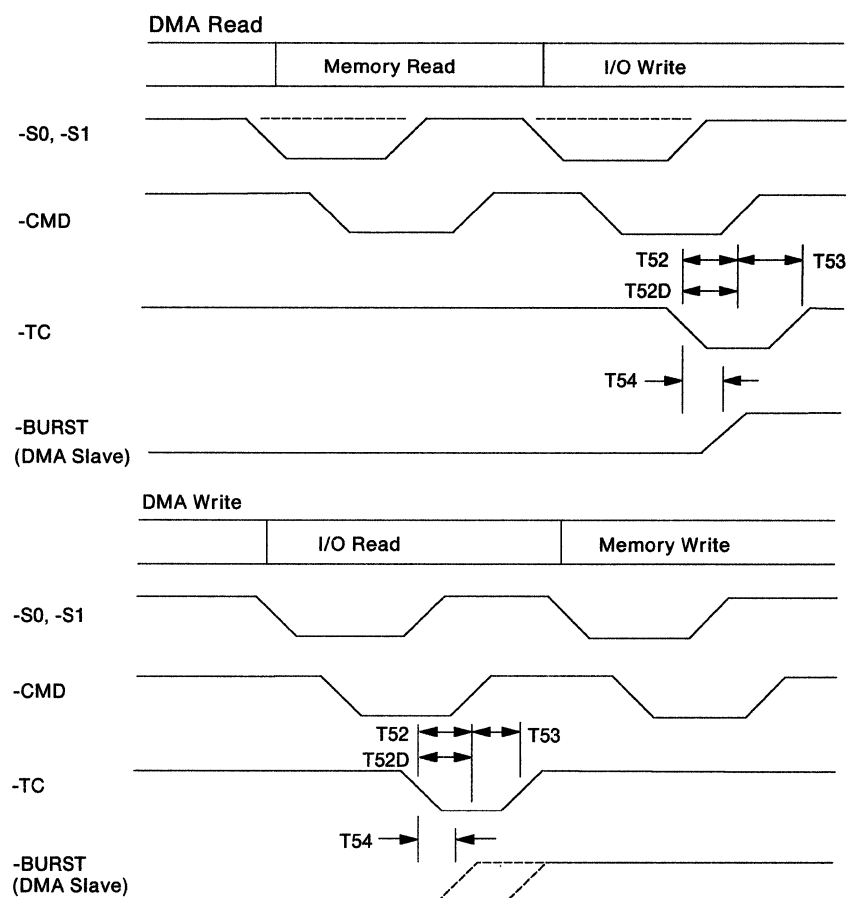 DMA Read
Memory Read I/O Write
-S0, -S1
-CMD
T52 T53
T52D
-TC
T54
-BURST
(DMA Slave)
DMA Write
I/O Read Memory Write
-S0, -S1
-CMD
T52 T53
T52D
-TC
T54
-BURST
(DMA Slave)